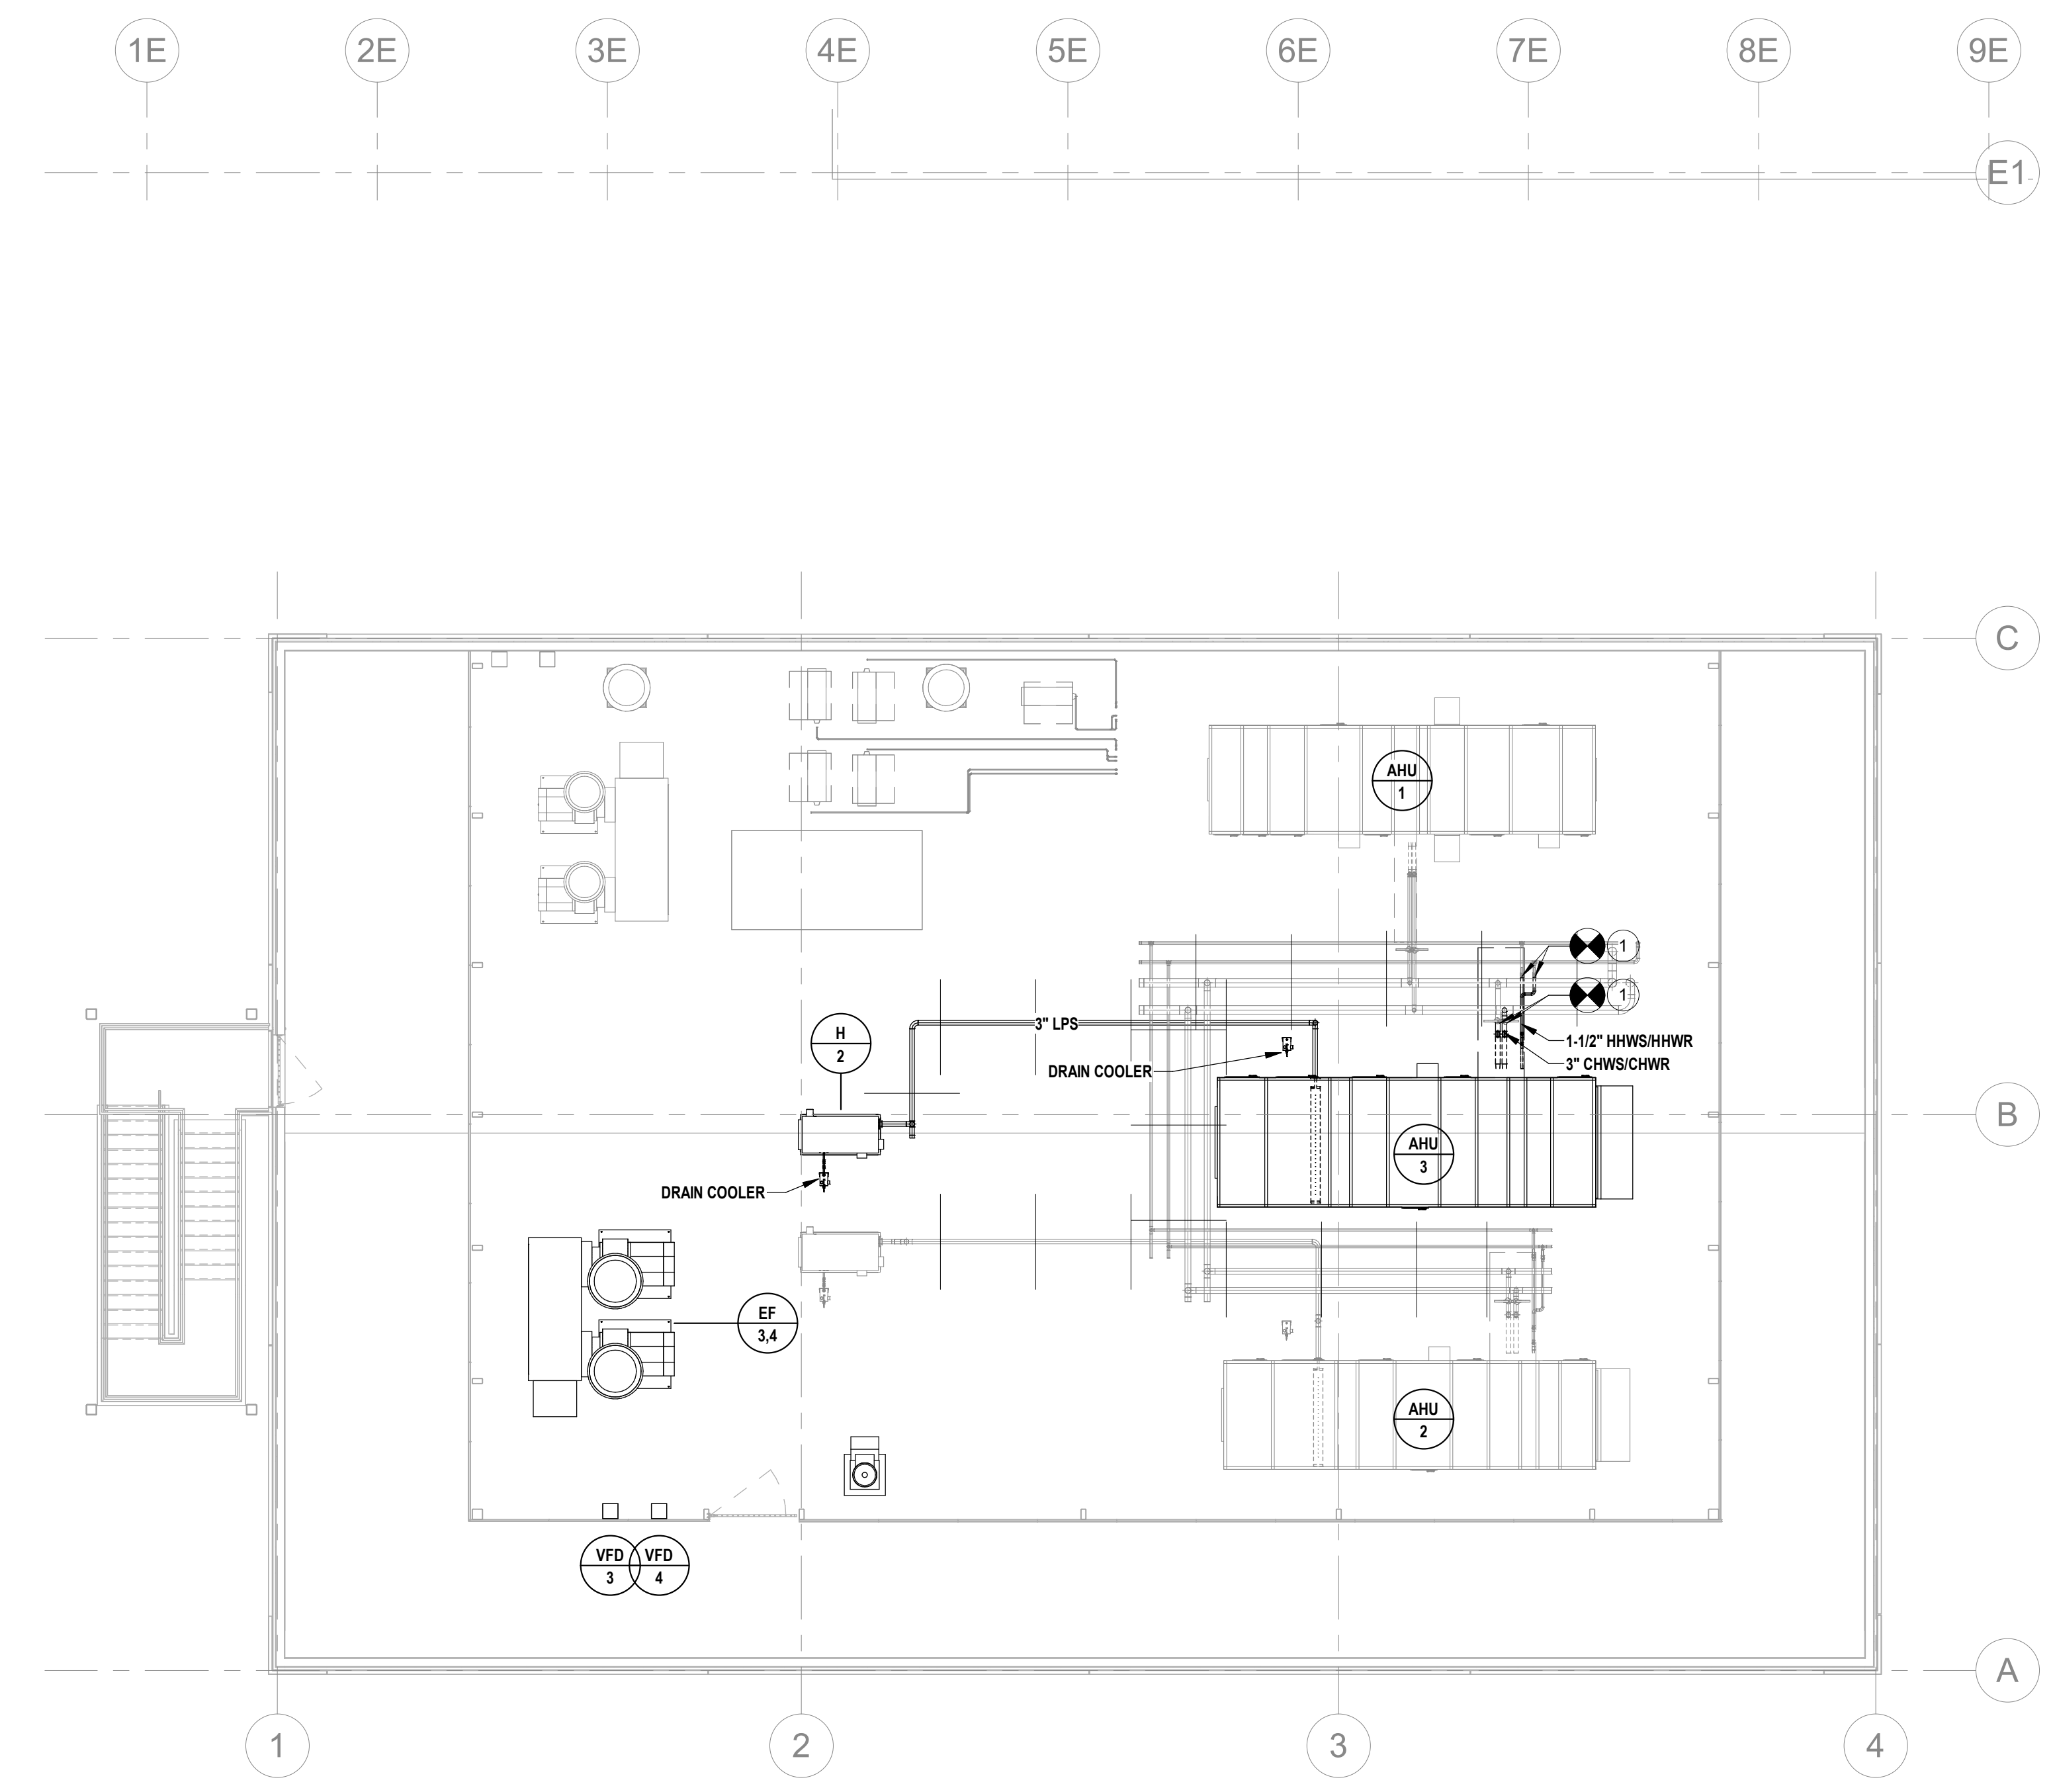 1E
2E
3E
4E
5E
6E
7E
8E
9E
E1
C
AHU
1
1
1
3" LPS
H
2
1-1/2" HHWS/HHWR
3" CHWS/CHWR
DRAIN COOLER
B
AHU
3
DRAIN COOLER
EF
3,4
AHU
2
VFD
3
VFD
4
A
1
2
3
4